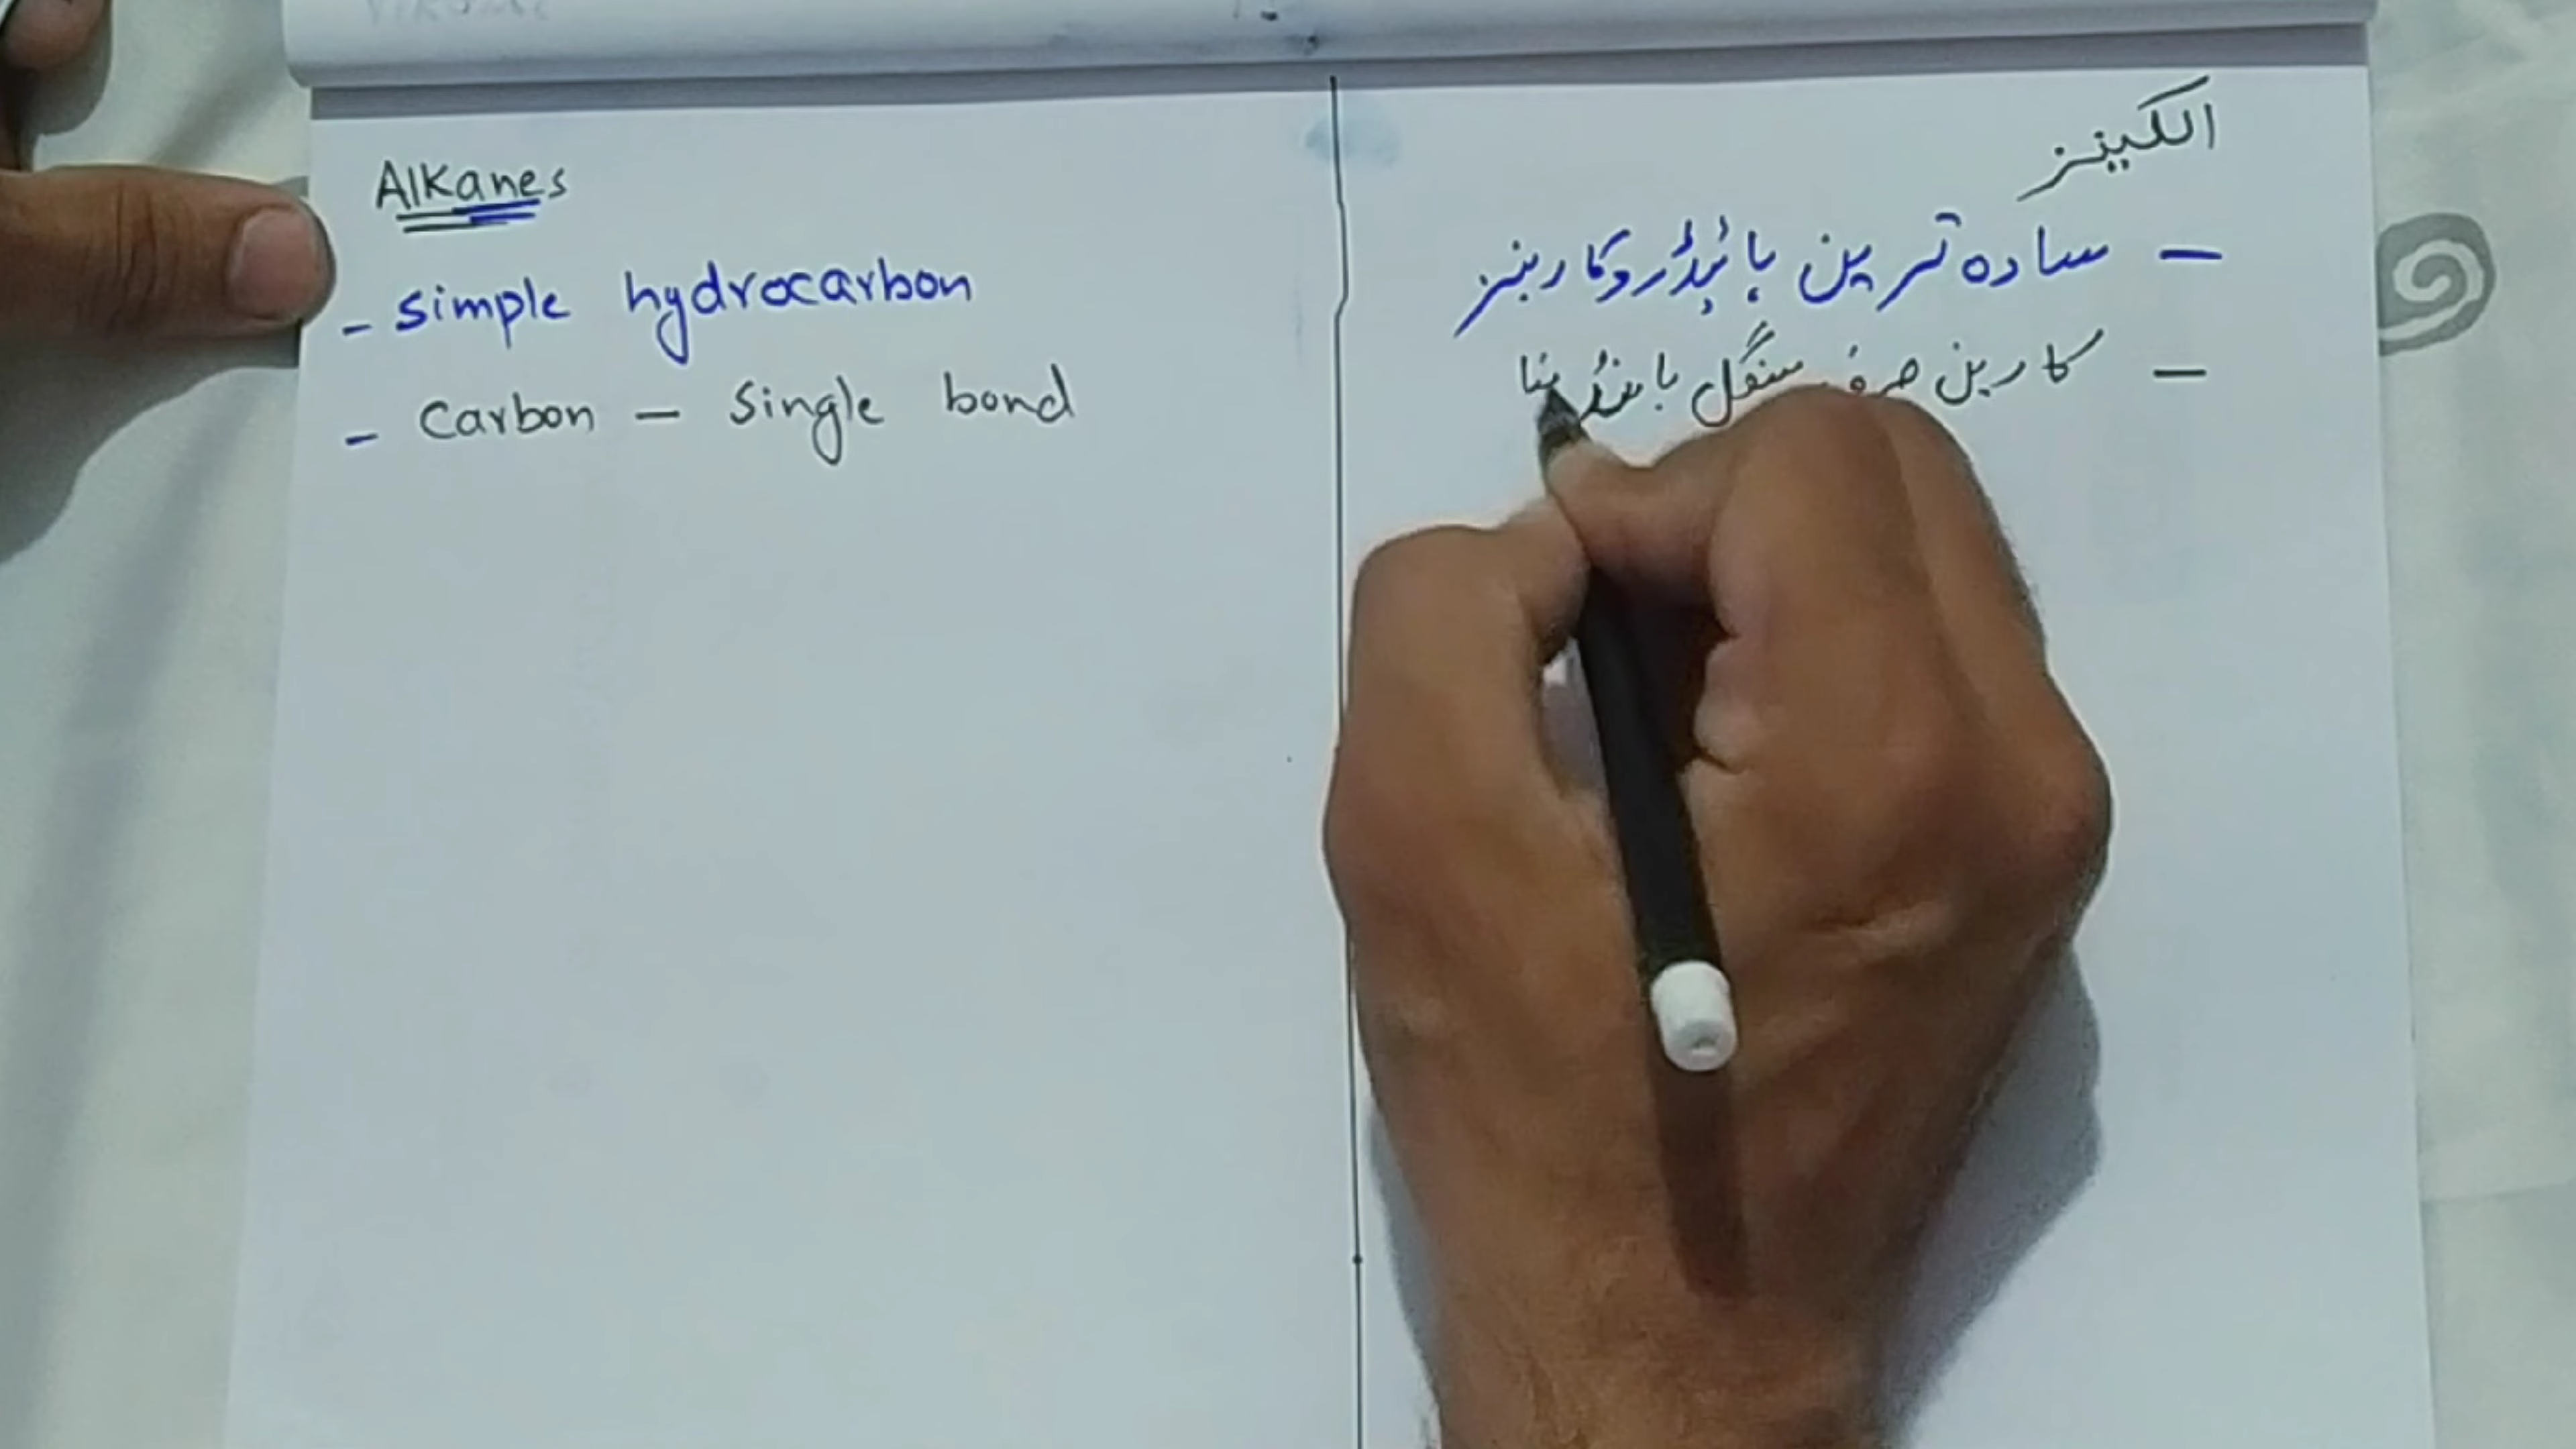 Alkanes
- simple hydrocarbon
- Carbon - Single bond
الکینز
- سادہ ترین ہائیڈروکاربنز
- کاربن صرف سنگل بانڈ بنا